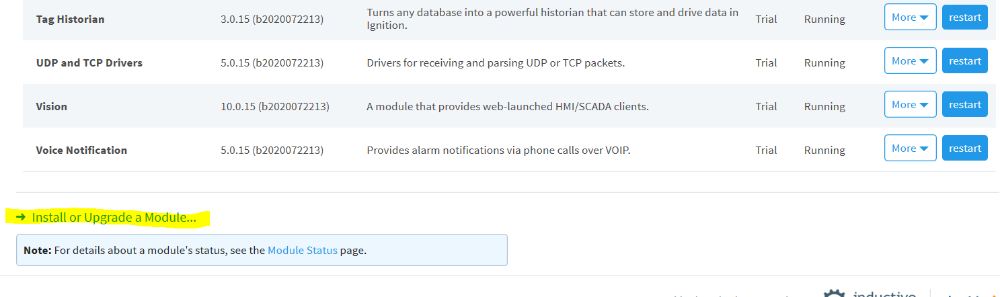 Turns any database into a powerful historian that can store and drive data in
Tag Historian 3.0.15 (b2020072213) Ignition. Trial Running More restart
UDP and TCP Drivers 5.0.15 (b2020072213) Drivers for receiving and parsing UDP or TCP packets. Trial Running More restart
Vision 10.0.15 (b2020072213) A module that provides web-launched HMI/SCADA clients. Trial Running More restart
Voice Notification 5.0.15 (b2020072213) Provides alarm notifications via phone calls over VOIP. Trial Running More restart
→ Install or Upgrade a Module...
Note: For details about a module's status, see the Module Status page.
inductive